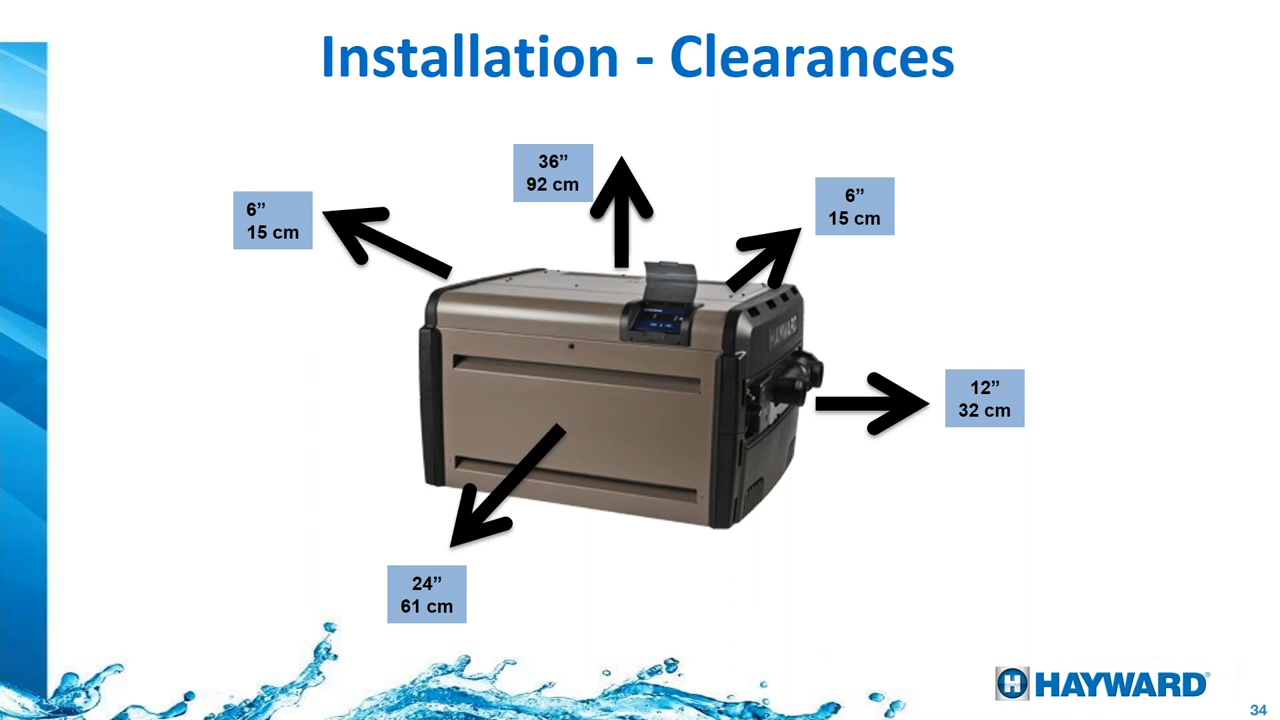 Installation - Clearances
36”
92 cm
6”
15 cm
6”
15 cm
12”
32 cm
24”
61 cm
HAYWARD
HAYWARD®
34